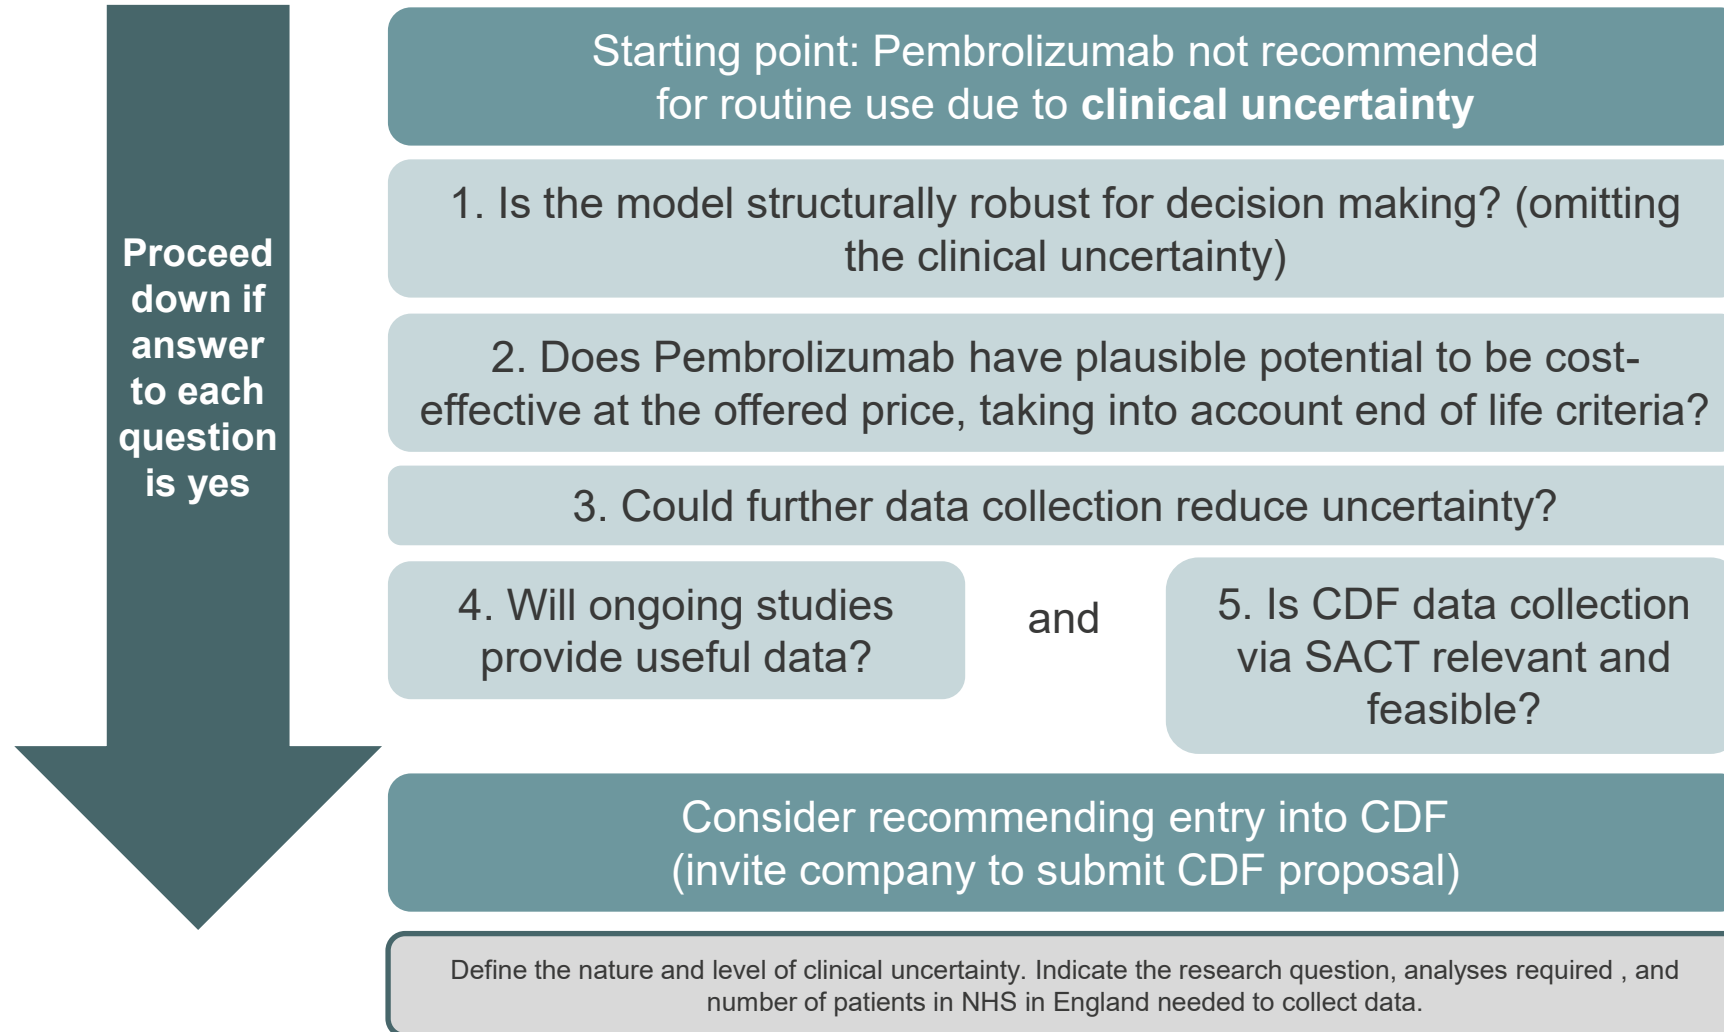 Proceed
down if
answer
to each
question
is yes
Starting point: Pembrolizumab not recommended
for routine use due to clinical uncertainty
1. Is the model structurally robust for decision making? (omitting
the clinical uncertainty)
2. Does Pembrolizumab have plausible potential to be cost-
effective at the offered price, taking into account end of life criteria?
3. Could further data collection reduce uncertainty?
4. Will ongoing studies
provide useful data?
and
5. Is CDF data collection
via SACT relevant and
feasible?
Consider recommending entry into CDF
(invite company to submit CDF proposal)
Define the nature and level of clinical uncertainty. Indicate the research question, analyses required , and
number of patients in NHS in England needed to collect data.